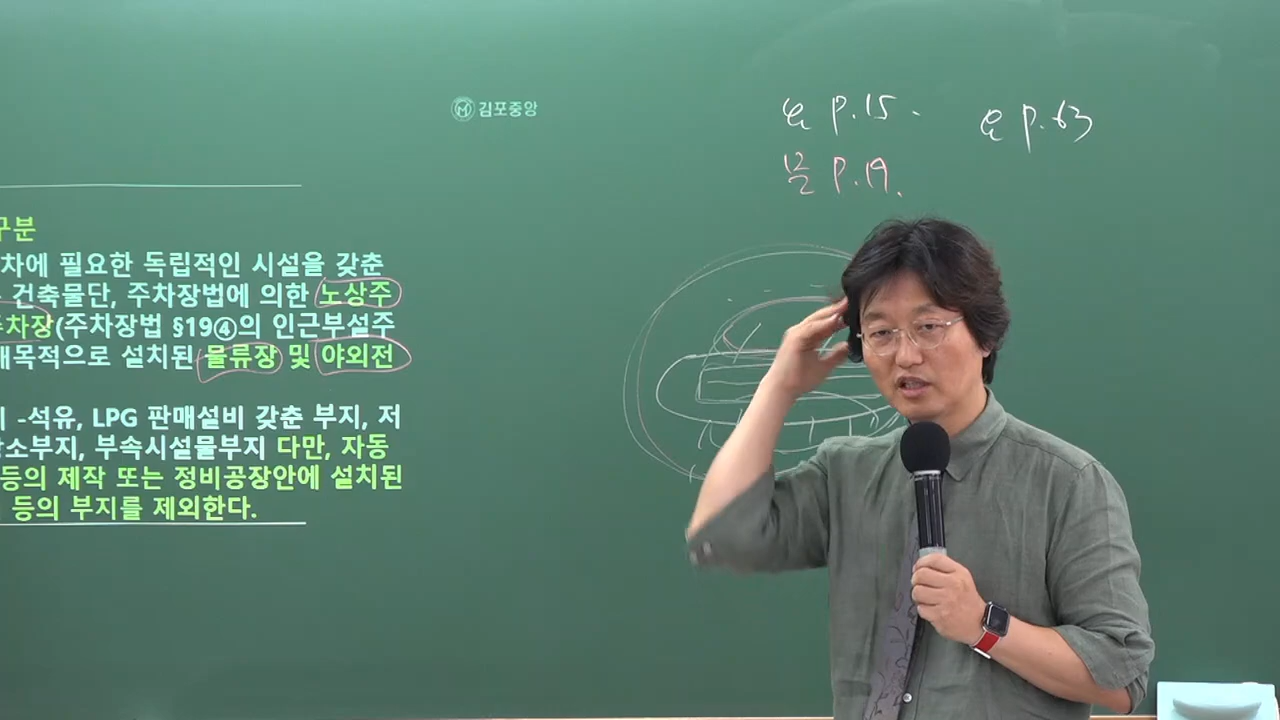 김포중앙
요 p.15.
요 p.63
문 p.19.
구분
차에 필요한 독립적인 시설을 갖춘
건축물단, 주차장법에 의한 노상주
주차장(주차장법 §19④의 인근부설주
매목적으로 설치된 물류장 및 야외전
-석유, LPG 판매설비 갖춘 부지, 저
소부지, 부속시설물부지 다만, 자동
등의 제작 또는 정비공장안에 설치된
등의 부지를 제외한다.